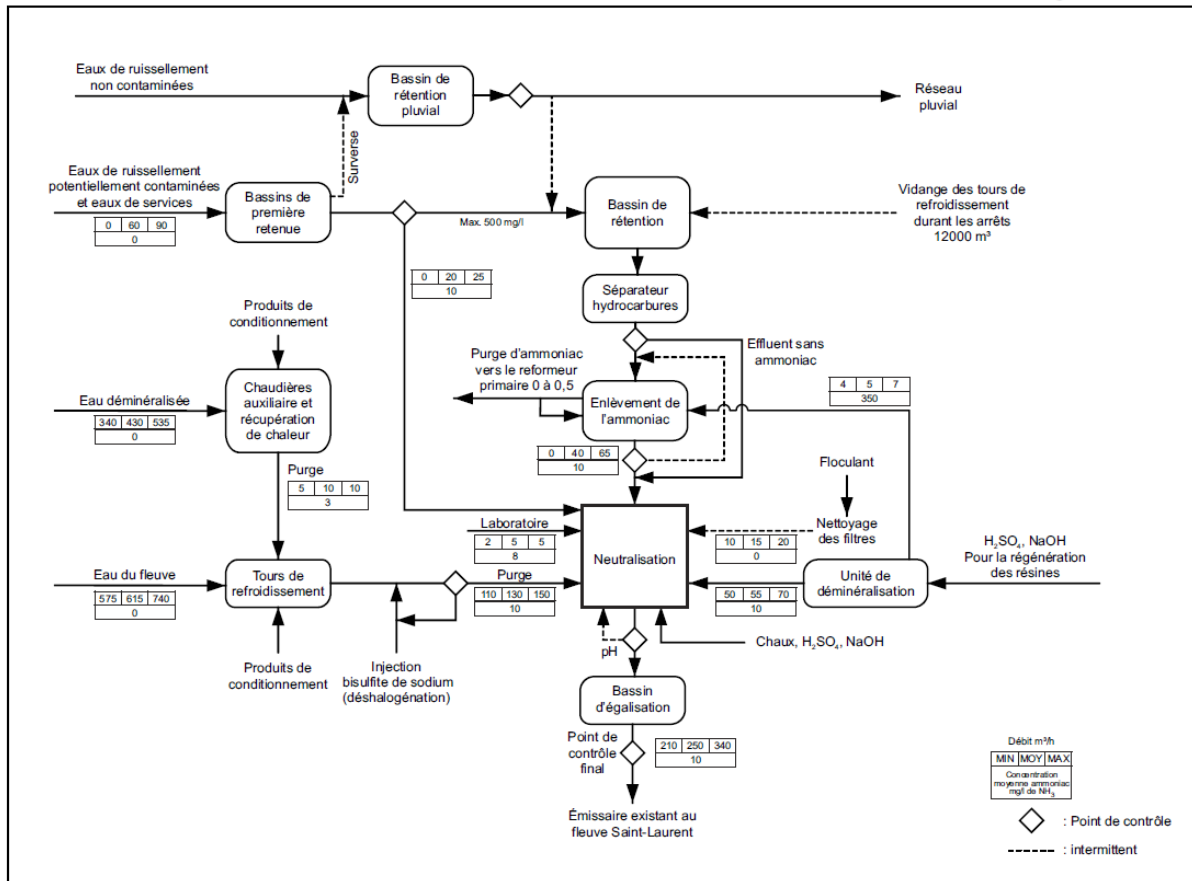 Eaux de ruissellement
non contaminées
Bassin de
rétention
pluvial
Réseau
pluvial
Surverse
Eaux de ruissellement
potentiellement contaminées
et eaux de services
0 60 90
0
Bassins de
première
retenue
Max. 500 mg/l
Bassin de
rétention
Vidange des tours de
refroidissement
durant les arrêts
12000 m³
0 20 25
10
Séparateur
hydrocarbures
Produits de
conditionnement
Effluent sans
ammoniac
Purge d'ammoniac
vers le reformeur
primaire 0 à 0,5
4 5 7
350
Eau déminéralisée
340 430 535
0
Chaudières
auxiliaire et
récupération
de chaleur
Enlèvement de
l'ammoniac
0 40 65
10
Purge
5 10 10
3
Floculant
Laboratoire
2 5 5
8
Neutralisation
Nettoyage
des filtres
10 15 20
0
H₂SO₄, NaOH
Pour la régénération
des résines
Eau du fleuve
575 615 740
0
Tours de
refroidissement
Purge
110 130 150
10
50 55 70
10
Unité de
déminéralisation
pH
Chaux, H₂SO₄, NaOH
Produits de
conditionnement
Injection
bisulfite de sodium
(déshalogénation)
Bassin
d'égalisation
Point de
contrôle
final
210 250 340
10
Émissaire existant au
fleuve Saint-Laurent
Débit m³/h
MIN MOY MAX
Concentration
moyenne ammoniac
mg/l de NH₃
: Point de contrôle
: intermittent